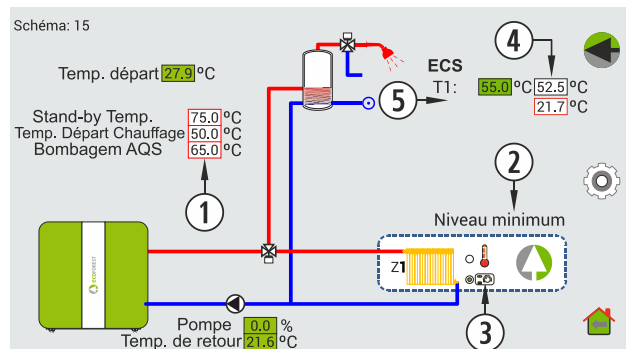 Schéma: 15
Temp. départ 27.9 ºC
Stand-by Temp. 75.0 ºC
Temp. Départ Chauffage 50.0 ºC
Bombagem AQS 65.0 ºC
1
4
ECS
5
T1: 55.0 ºC 52.5 ºC
21.7 ºC
2
Niveau minimum
Z1
3
ECOFOREST
Pompe 0.0 %
Temp. de retour 21.6 ºC